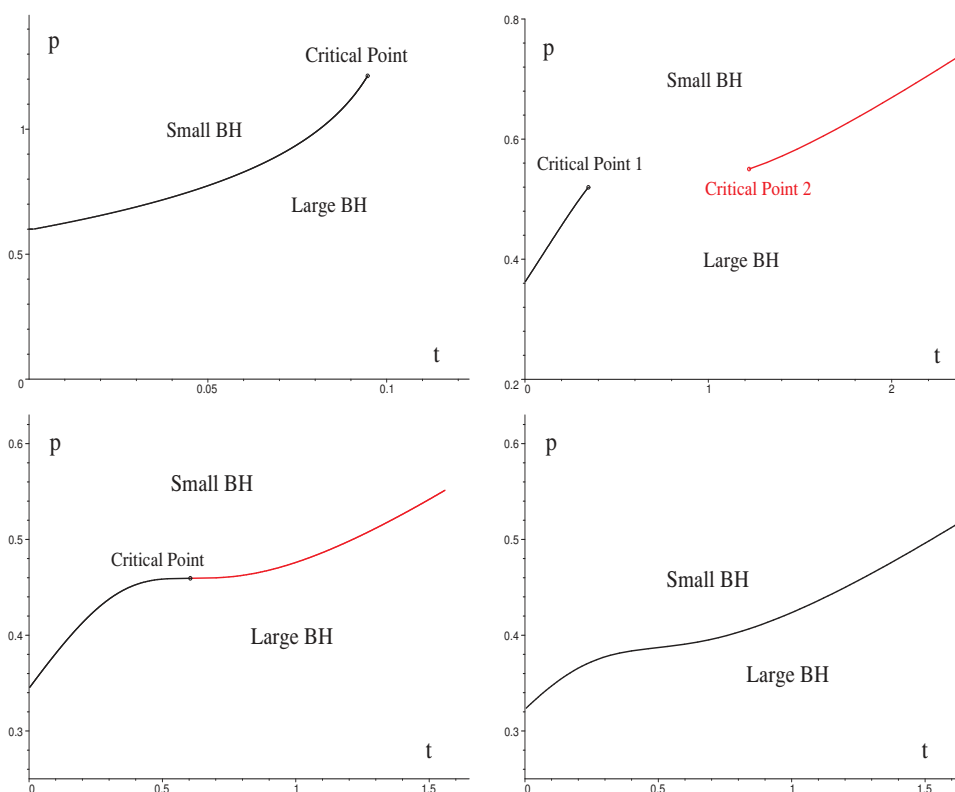 p
Critical Point
Small BH
1
Large BH
0.5
t
0
0.05
0.1
0.8
p
Small BH
0.6
Critical Point 1
Critical Point 2
0.4
Large BH
t
0.2
0
1
2
0.6
p
Small BH
Critical Point
0.5
0.4
Large BH
0.3
t
0
0.5
1
1.5
0.6
p
0.5
Small BH
0.4
Large BH
0.3
t
0
0.5
1
1.5